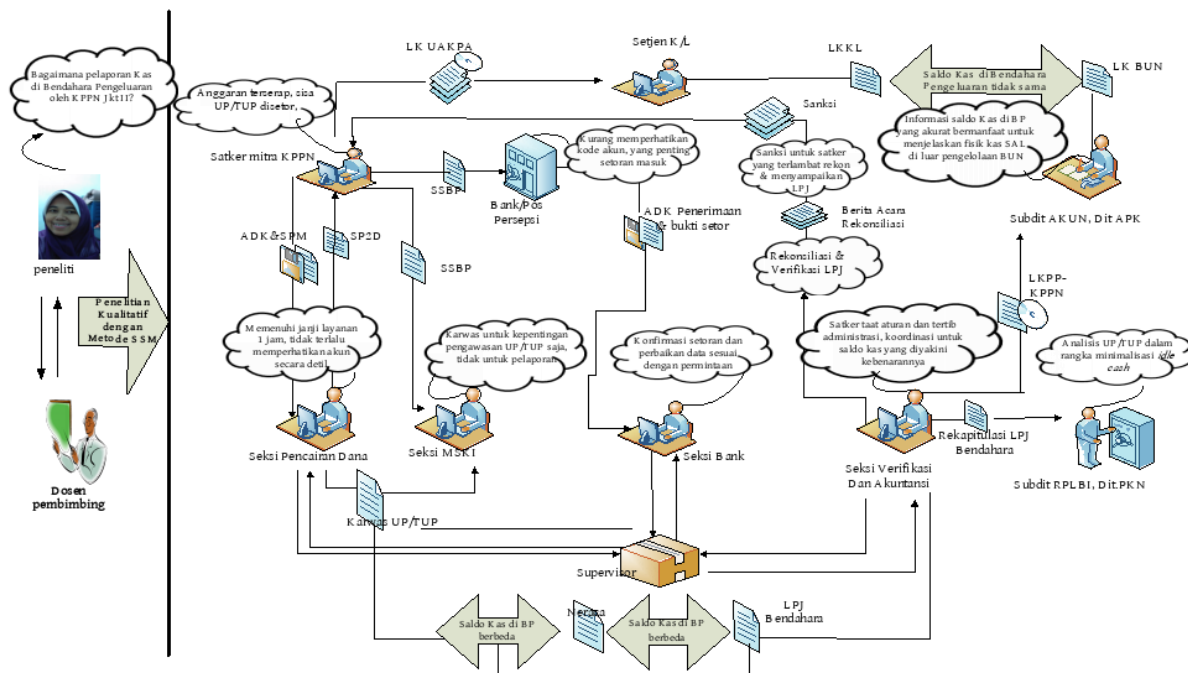 Bagaimana pelaporan Kas
di Bendahara Pengeluaran
oleh KPPN Jkt II?
peneliti
Penelitian
Kualitatif
dengan
Metode SSM
Dosen
pembimbing
LK UAKPA
Setjen K/L
LKKL
Saldo Kas di Bendahara
Pengeluaran tidak sama
LK BUN
Anggaran terserap, sisa
UP/TUP disetor,
Satker mitra KPPN
SSBP
Bank/Pos
Persepsi
Kurang memperhatikan
kode akun, yang penting
setoran masuk
Sanksi
Sanksi untuk satker
yang terlambat rekon
& menyampaikan
LPJ
Informasi saldo Kas di BP
yang akurat bermanfaat untuk
menjelaskan fisik kas SAL
di luar pengelolaan BUN
Subdit AKUN, Dit APK
ADK&SPM
SP2D
SSBP
ADK Penerimaan
& bukti setor
Berita Acara
Rekonsiliasi
Rekonsiliasi &
Verifikasi LPJ
LKPP-
KPPN
Memenuhi janji layanan
1 jam, tidak terlalu
memperhatikan akun
secara detil
Karwas untuk kepentingan
pengawasan UP/TUP saja,
tidak untuk pelaporan
Konfirmasi setoran dan
perbaikan data sesuai
dengan permintaan
Satker taat aturan dan tertib
administrasi, koordinasi untuk
saldo kas yang diyakini
kebenarannya
Analisis UP/TUP dalam
rangka minimalisasi idle
cash
Seksi Pencairan Dana
Seksi MSKI
Seksi Bank
Seksi Verifikasi
Dan Akuntansi
Rekapitulasi LPJ
Bendahara
Subdit RPLBI, Dit.PKN
Karwas UP/TUP
Supervisor
Saldo Kas di BP
berbeda
Neraca
Saldo Kas di BP
berbeda
LPJ
Bendahara